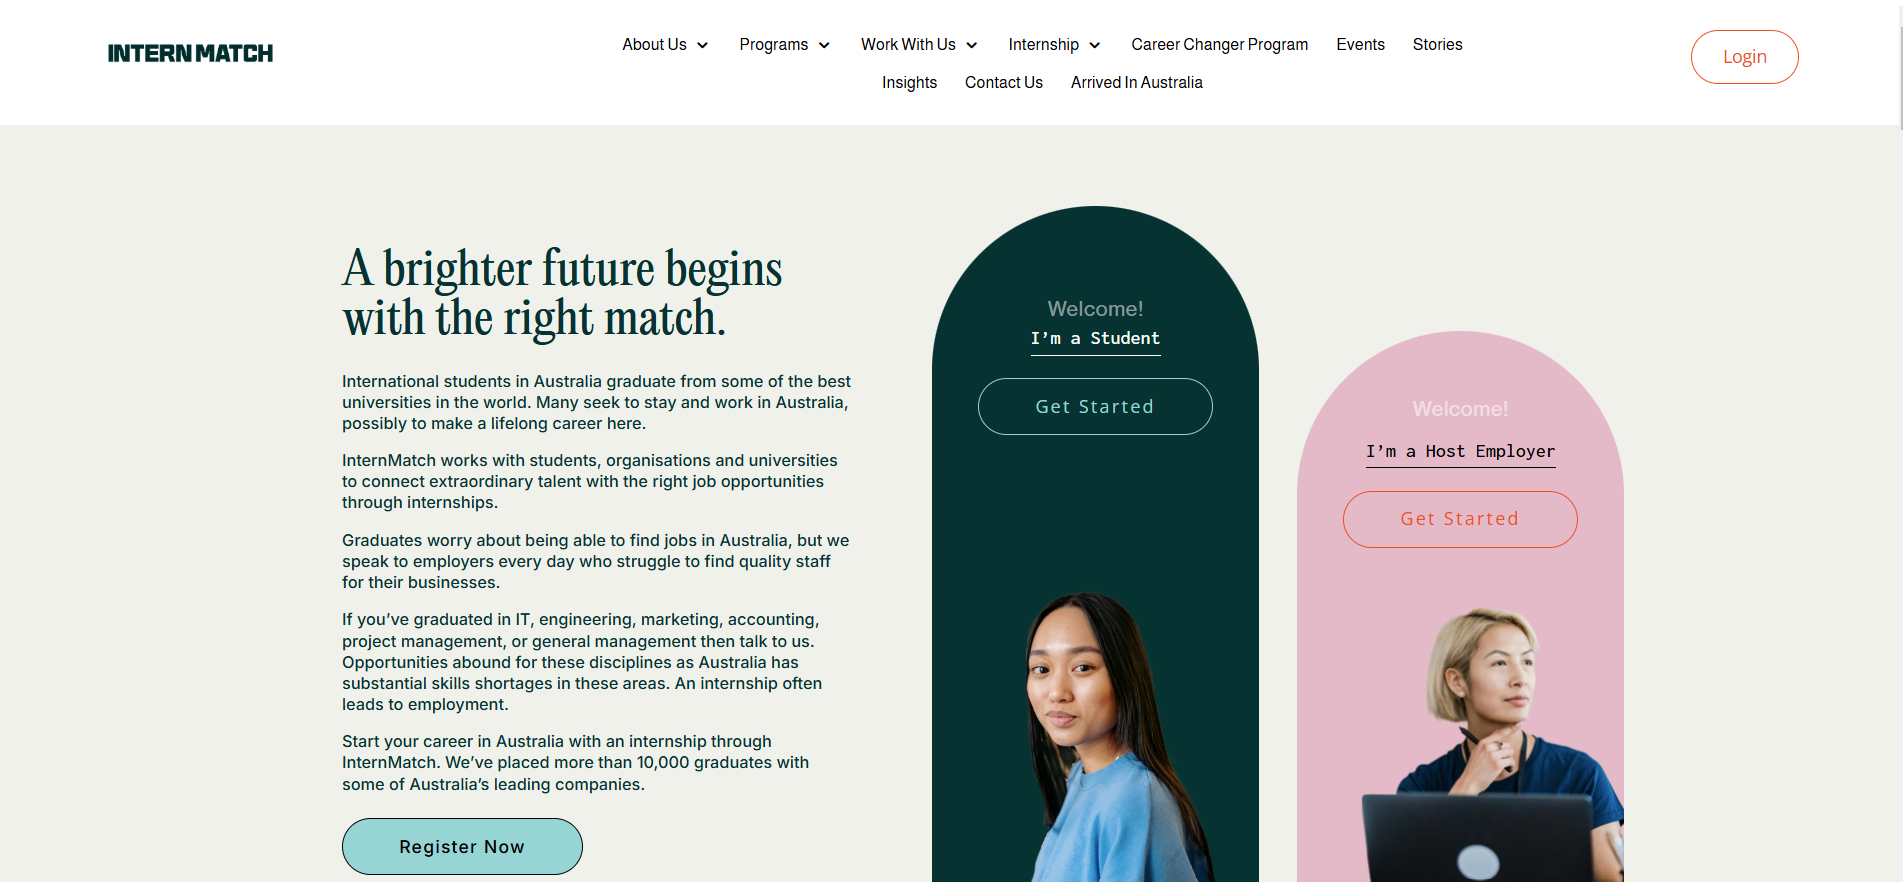 INTERN MATCH
About Us Programs Work With Us Internship Career Changer Program Events Stories
Insights Contact Us Arrived In Australia
Login
A brighter future begins
with the right match.
International students in Australia graduate from some of the best
universities in the world. Many seek to stay and work in Australia,
possibly to make a lifelong career here.
InternMatch works with students, organisations and universities
to connect extraordinary talent with the right job opportunities
through internships.
Graduates worry about being able to find jobs in Australia, but we
speak to employers every day who struggle to find quality staff
for their businesses.
If you’ve graduated in IT, engineering, marketing, accounting,
project management, or general management then talk to us.
Opportunities abound for these disciplines as Australia has
substantial skills shortages in these areas. An internship often
leads to employment.
Start your career in Australia with an internship through
InternMatch. We’ve placed more than 10,000 graduates with
some of Australia’s leading companies.
Register Now
Welcome!
I’m a Student
Get Started
Welcome!
I’m a Host Employer
Get Started